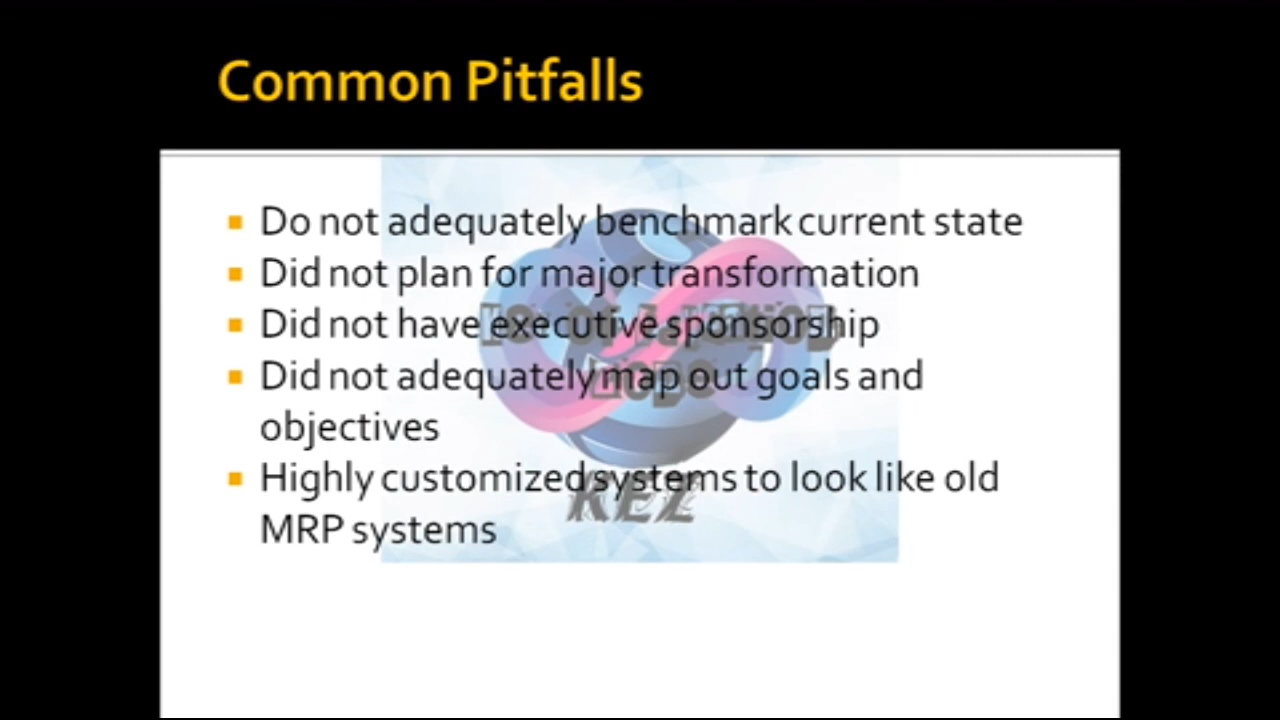 Common Pitfalls
Do not adequately benchmark current state
Did not plan for major transformation
Did not have executive sponsorship
Did not adequately map out goals and
objectives
Highly customized systems to look like old
MRP systems
KEZ